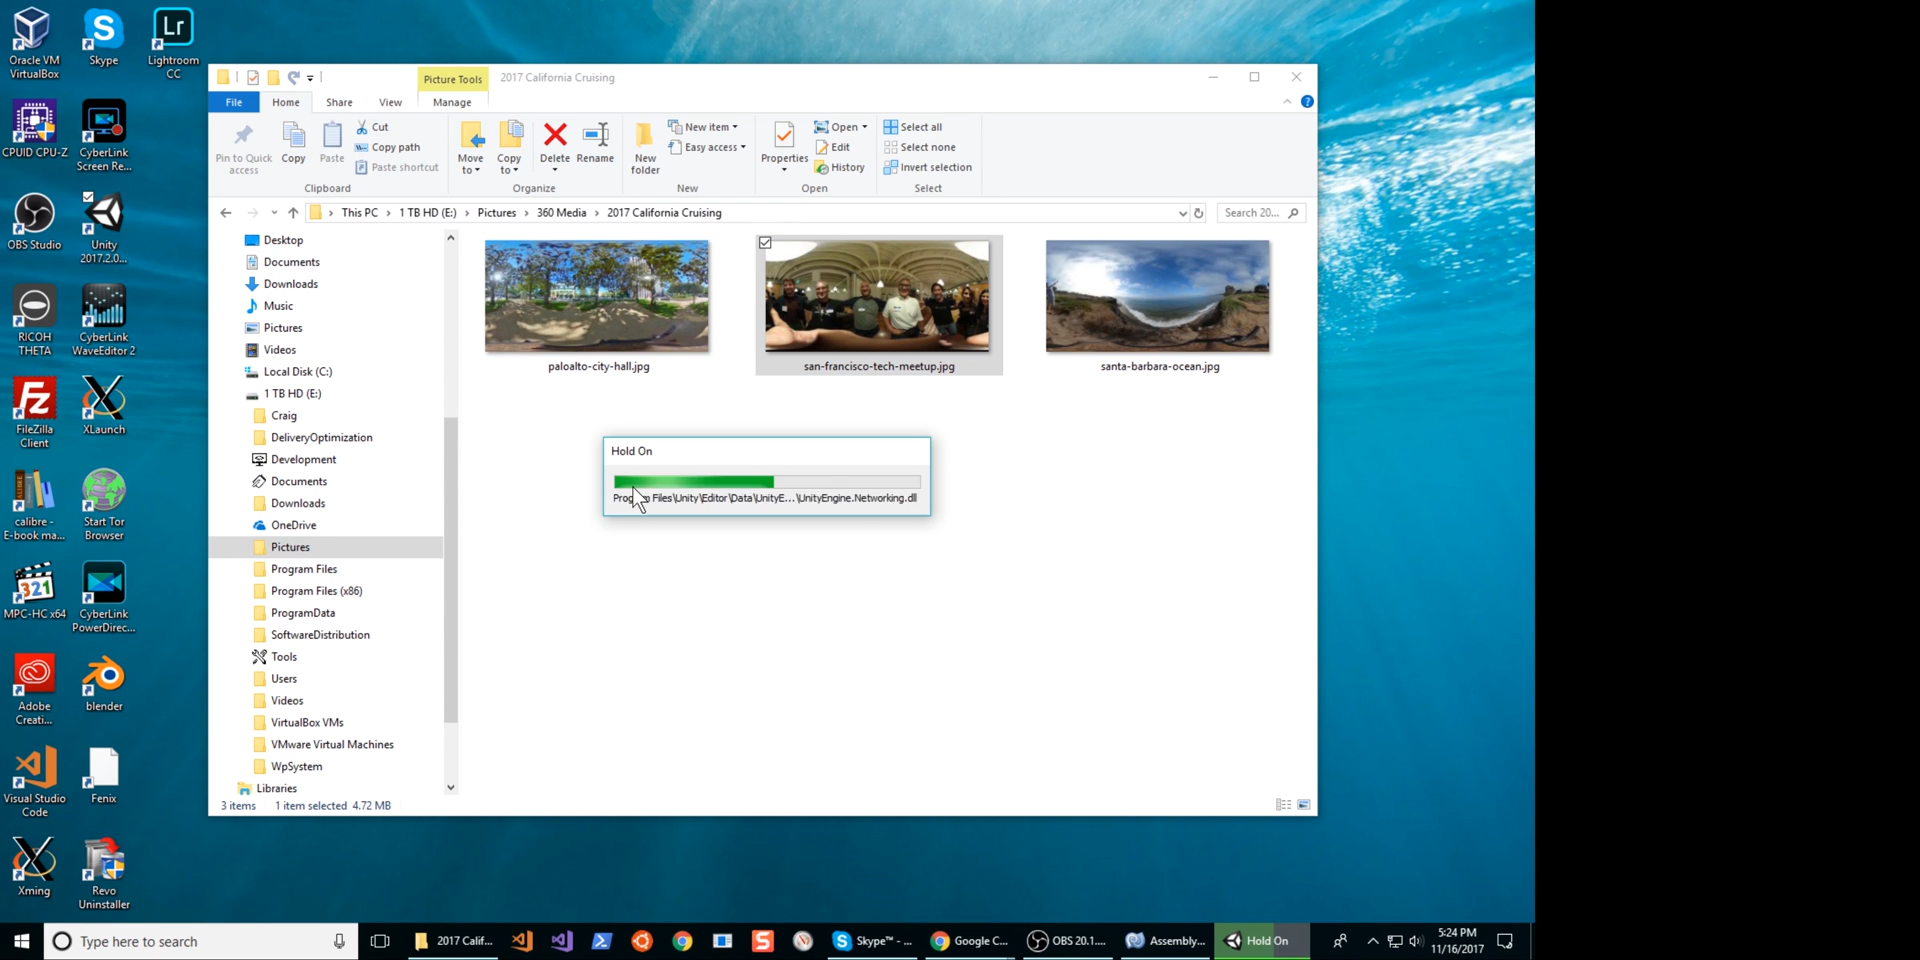 Oracle VM
VirtualBox
Skype
Lr
Lightroom
CC
CPUID CPU-Z
CyberLink
Screen Re...
OBS Studio
Unity
2017.2.0...
RICOH
THETA
CyberLink
WaveEditor 2
Fz
FileZilla
Client
XLaunch
calibre -
E-book ma...
Start Tor
Browser
321
MPC-HC x64
CyberLink
PowerDirec...
Adobe
Creati...
blender
Visual Studio
Code
Fenix
Xming
Revo
Uninstaller
Picture Tools
2017 California Cruising
File
Home
Share
View
Manage
Pin to Quick
access
Copy
Paste
Cut
Copy path
Paste shortcut
Clipboard
Move
to
Copy
to
Delete
Rename
Organize
New
folder
New item
Easy access
New
Properties
Open
Edit
History
Open
Select all
Select none
Invert selection
Select
This PC > 1 TB HD (E:) > Pictures > 360 Media > 2017 California Cruising
Search 20...
Desktop
Documents
Downloads
Music
Pictures
Videos
Local Disk (C:)
1 TB HD (E:)
Craig
DeliveryOptimization
Development
Documents
Downloads
OneDrive
Pictures
Program Files
Program Files (x86)
ProgramData
SoftwareDistribution
Tools
Users
Videos
VirtualBox VMs
VMware Virtual Machines
WpSystem
Libraries
paloalto-city-hall.jpg
san-francisco-tech-meetup.jpg
santa-barbara-ocean.jpg
Hold On
Files\Unity\Editor\Data\UnityE...\UnityEngine.Networking.dll
3 items
1 item selected 4.72 MB
Type here to search
2017 Calif...
Skype™ - ...
Google C...
OBS 20.1....
Assembly...
Hold On
5:24 PM
11/16/2017